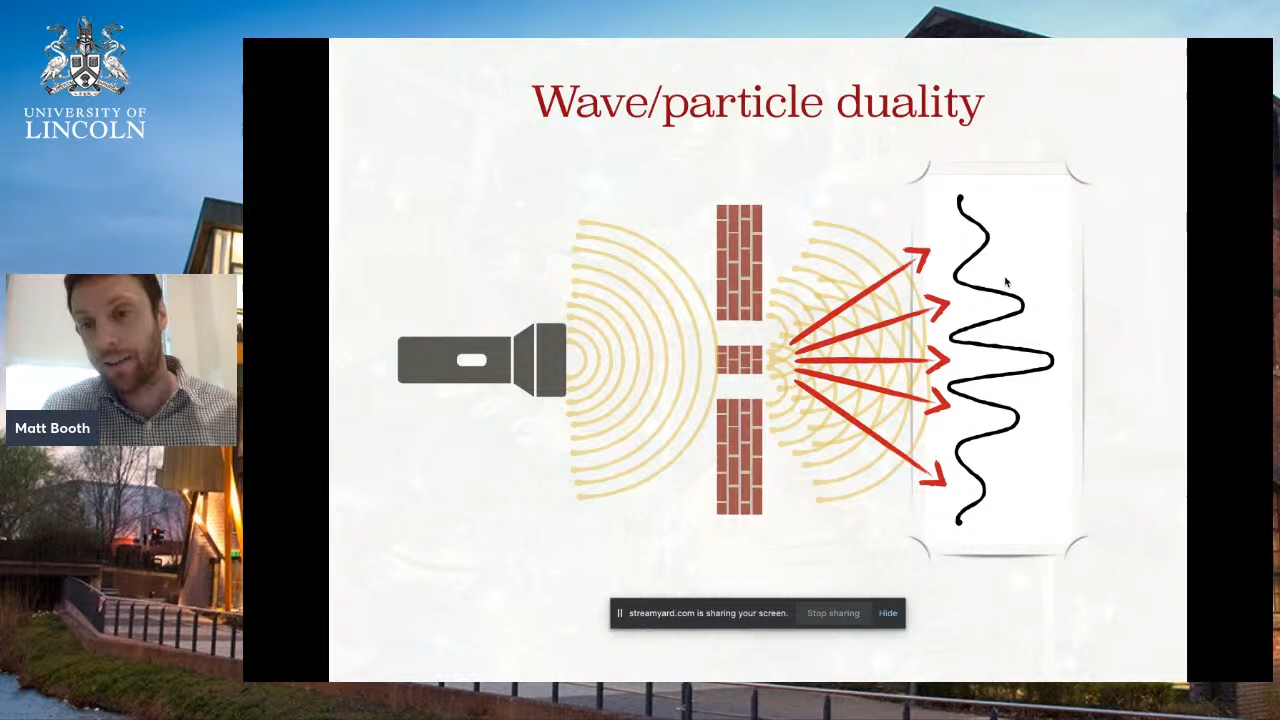 UNIVERSITY OF
LINCOLN
Wave/particle duality
Matt Booth
streamyard.com is sharing your screen. Stop sharing Hide